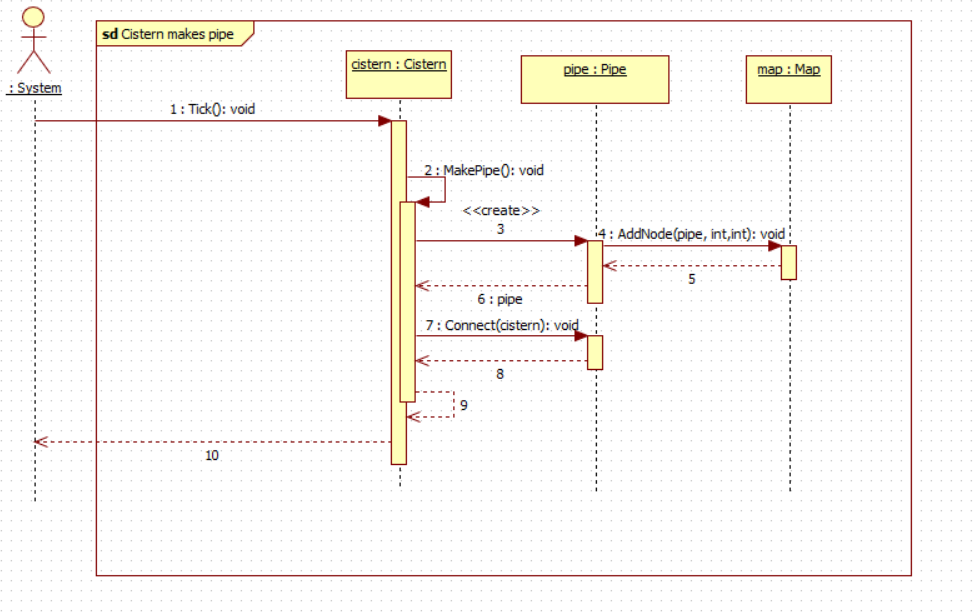 sd Cistern makes pipe
: System
cistern : Cistern
pipe : Pipe
map : Map
1 : Tick(): void
2 : MakePipe(): void
<<create>>
3
4 : AddNode(pipe, int,int): void
5
6 : pipe
7 : Connect(cistern): void
8
9
10